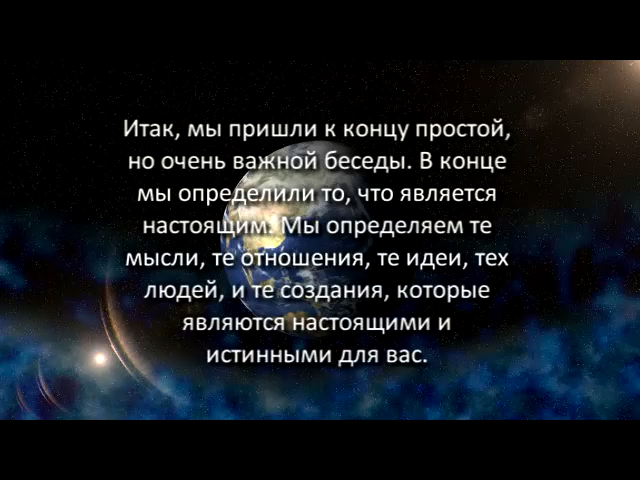 Итак, мы пришли к концу простой,
но очень важной беседы. В конце
мы определили то, что является
настоящим. Мы определяем те
мысли, те отношения, те идеи, тех
людей, и те создания, которые
являются настоящими и
истинными для вас.